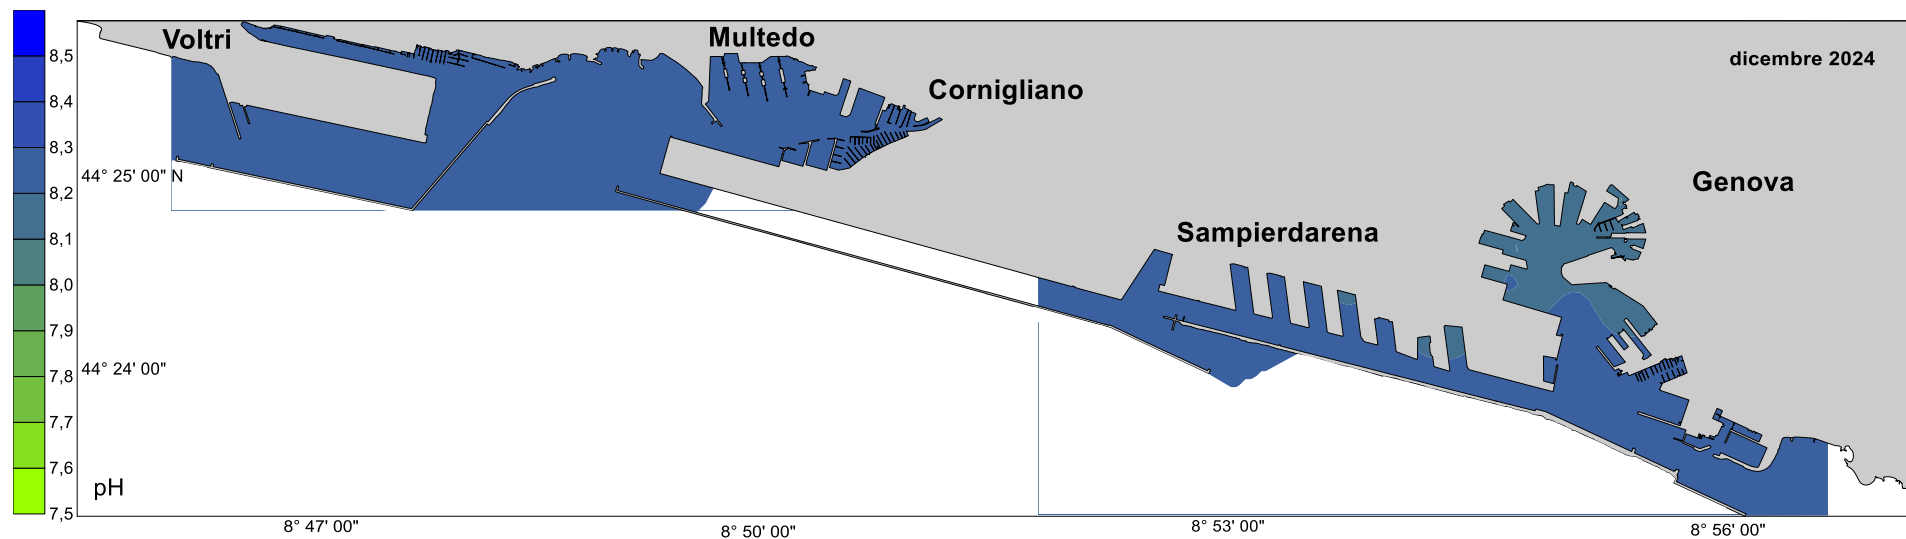 Voltri
Multedo
dicembre 2024
Cornigliano
Genova
Sampierdarena
8,5
8,4
8,3
8,2
8,1
8,0
7,9
7,8
7,7
7,6
7,5
44° 25' 00" N
44° 24' 00"
pH
8° 47' 00"
8° 50' 00"
8° 53' 00"
8° 56' 00"